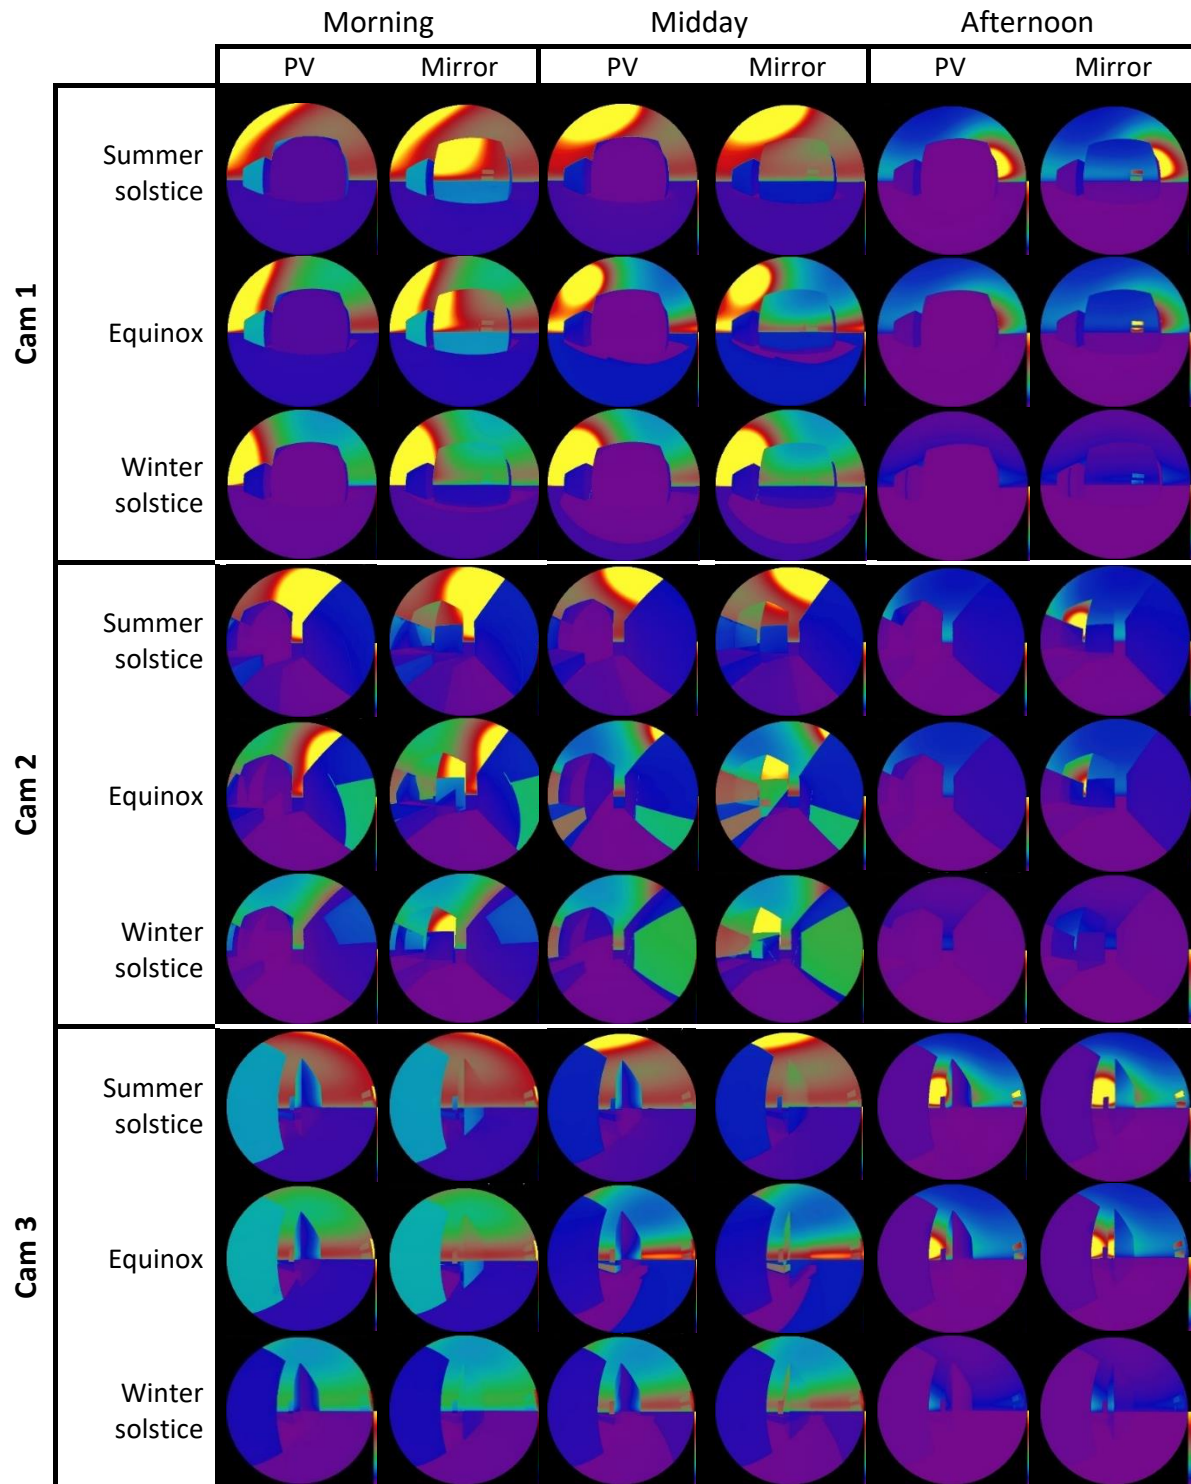 Morning Midday Afternoon
PV Mirror PV Mirror PV Mirror
Cam 1
Summer
solstice
Equinox
Winter
solstice
Cam 2
Summer
solstice
Equinox
Winter
solstice
Cam 3
Summer
solstice
Equinox
Winter
solstice